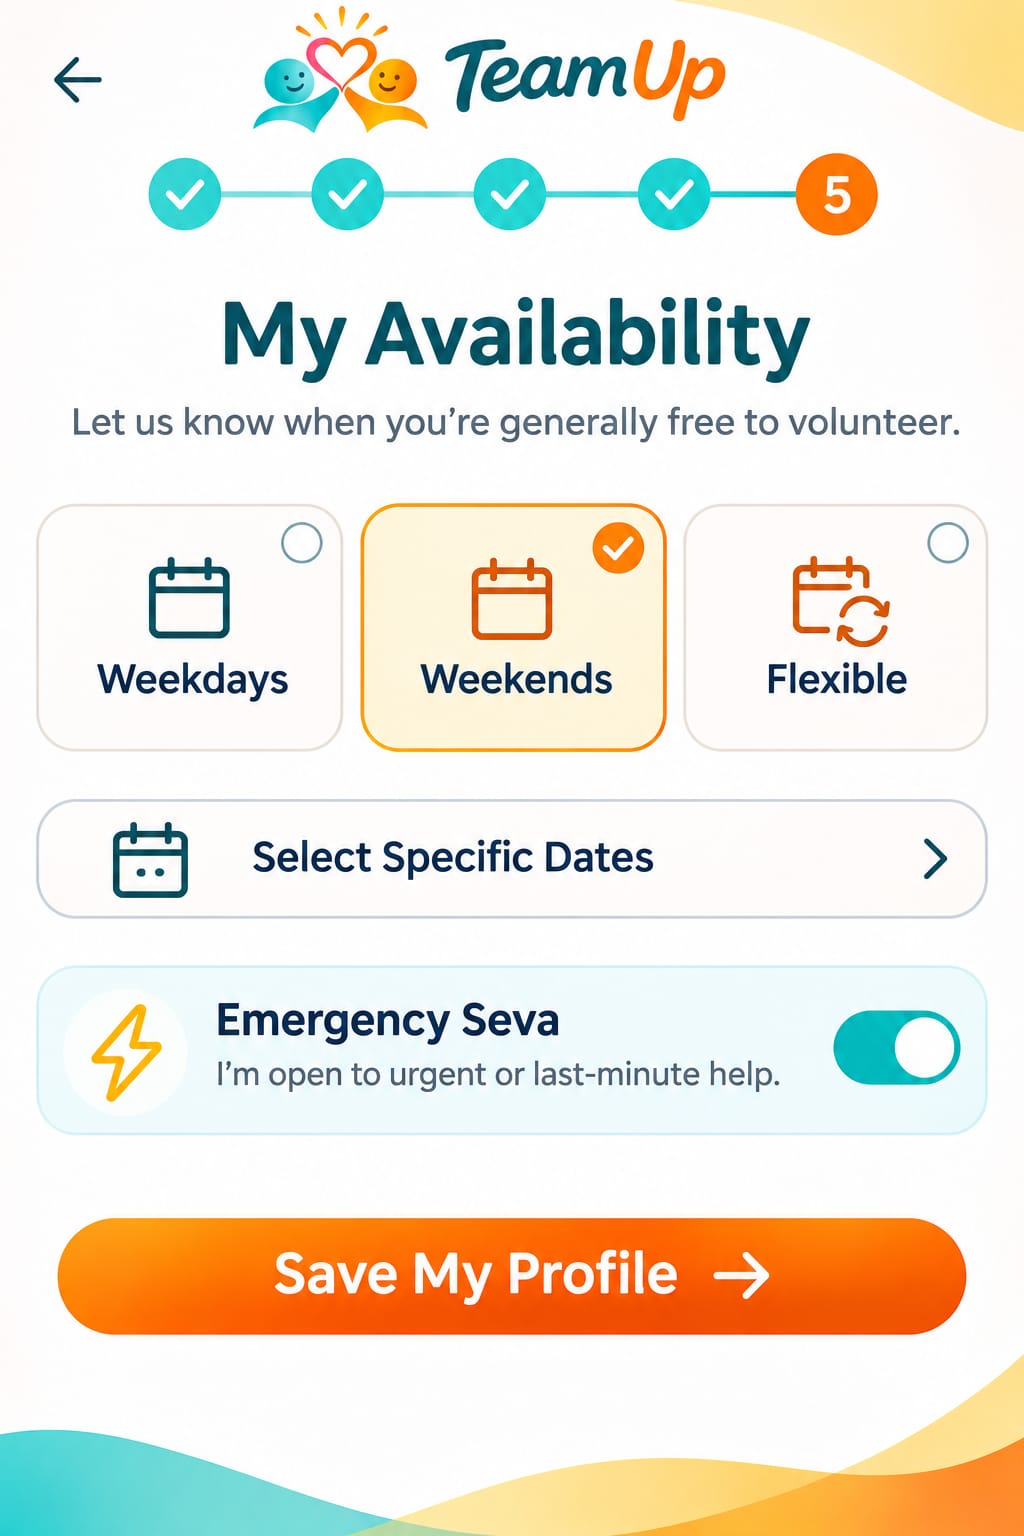 TeamUp
5
My Availability
Let us know when you're generally free to volunteer.
Weekdays
Weekends
Flexible
Select Specific Dates
Emergency Seva
I'm open to urgent or last-minute help.
Save My Profile →